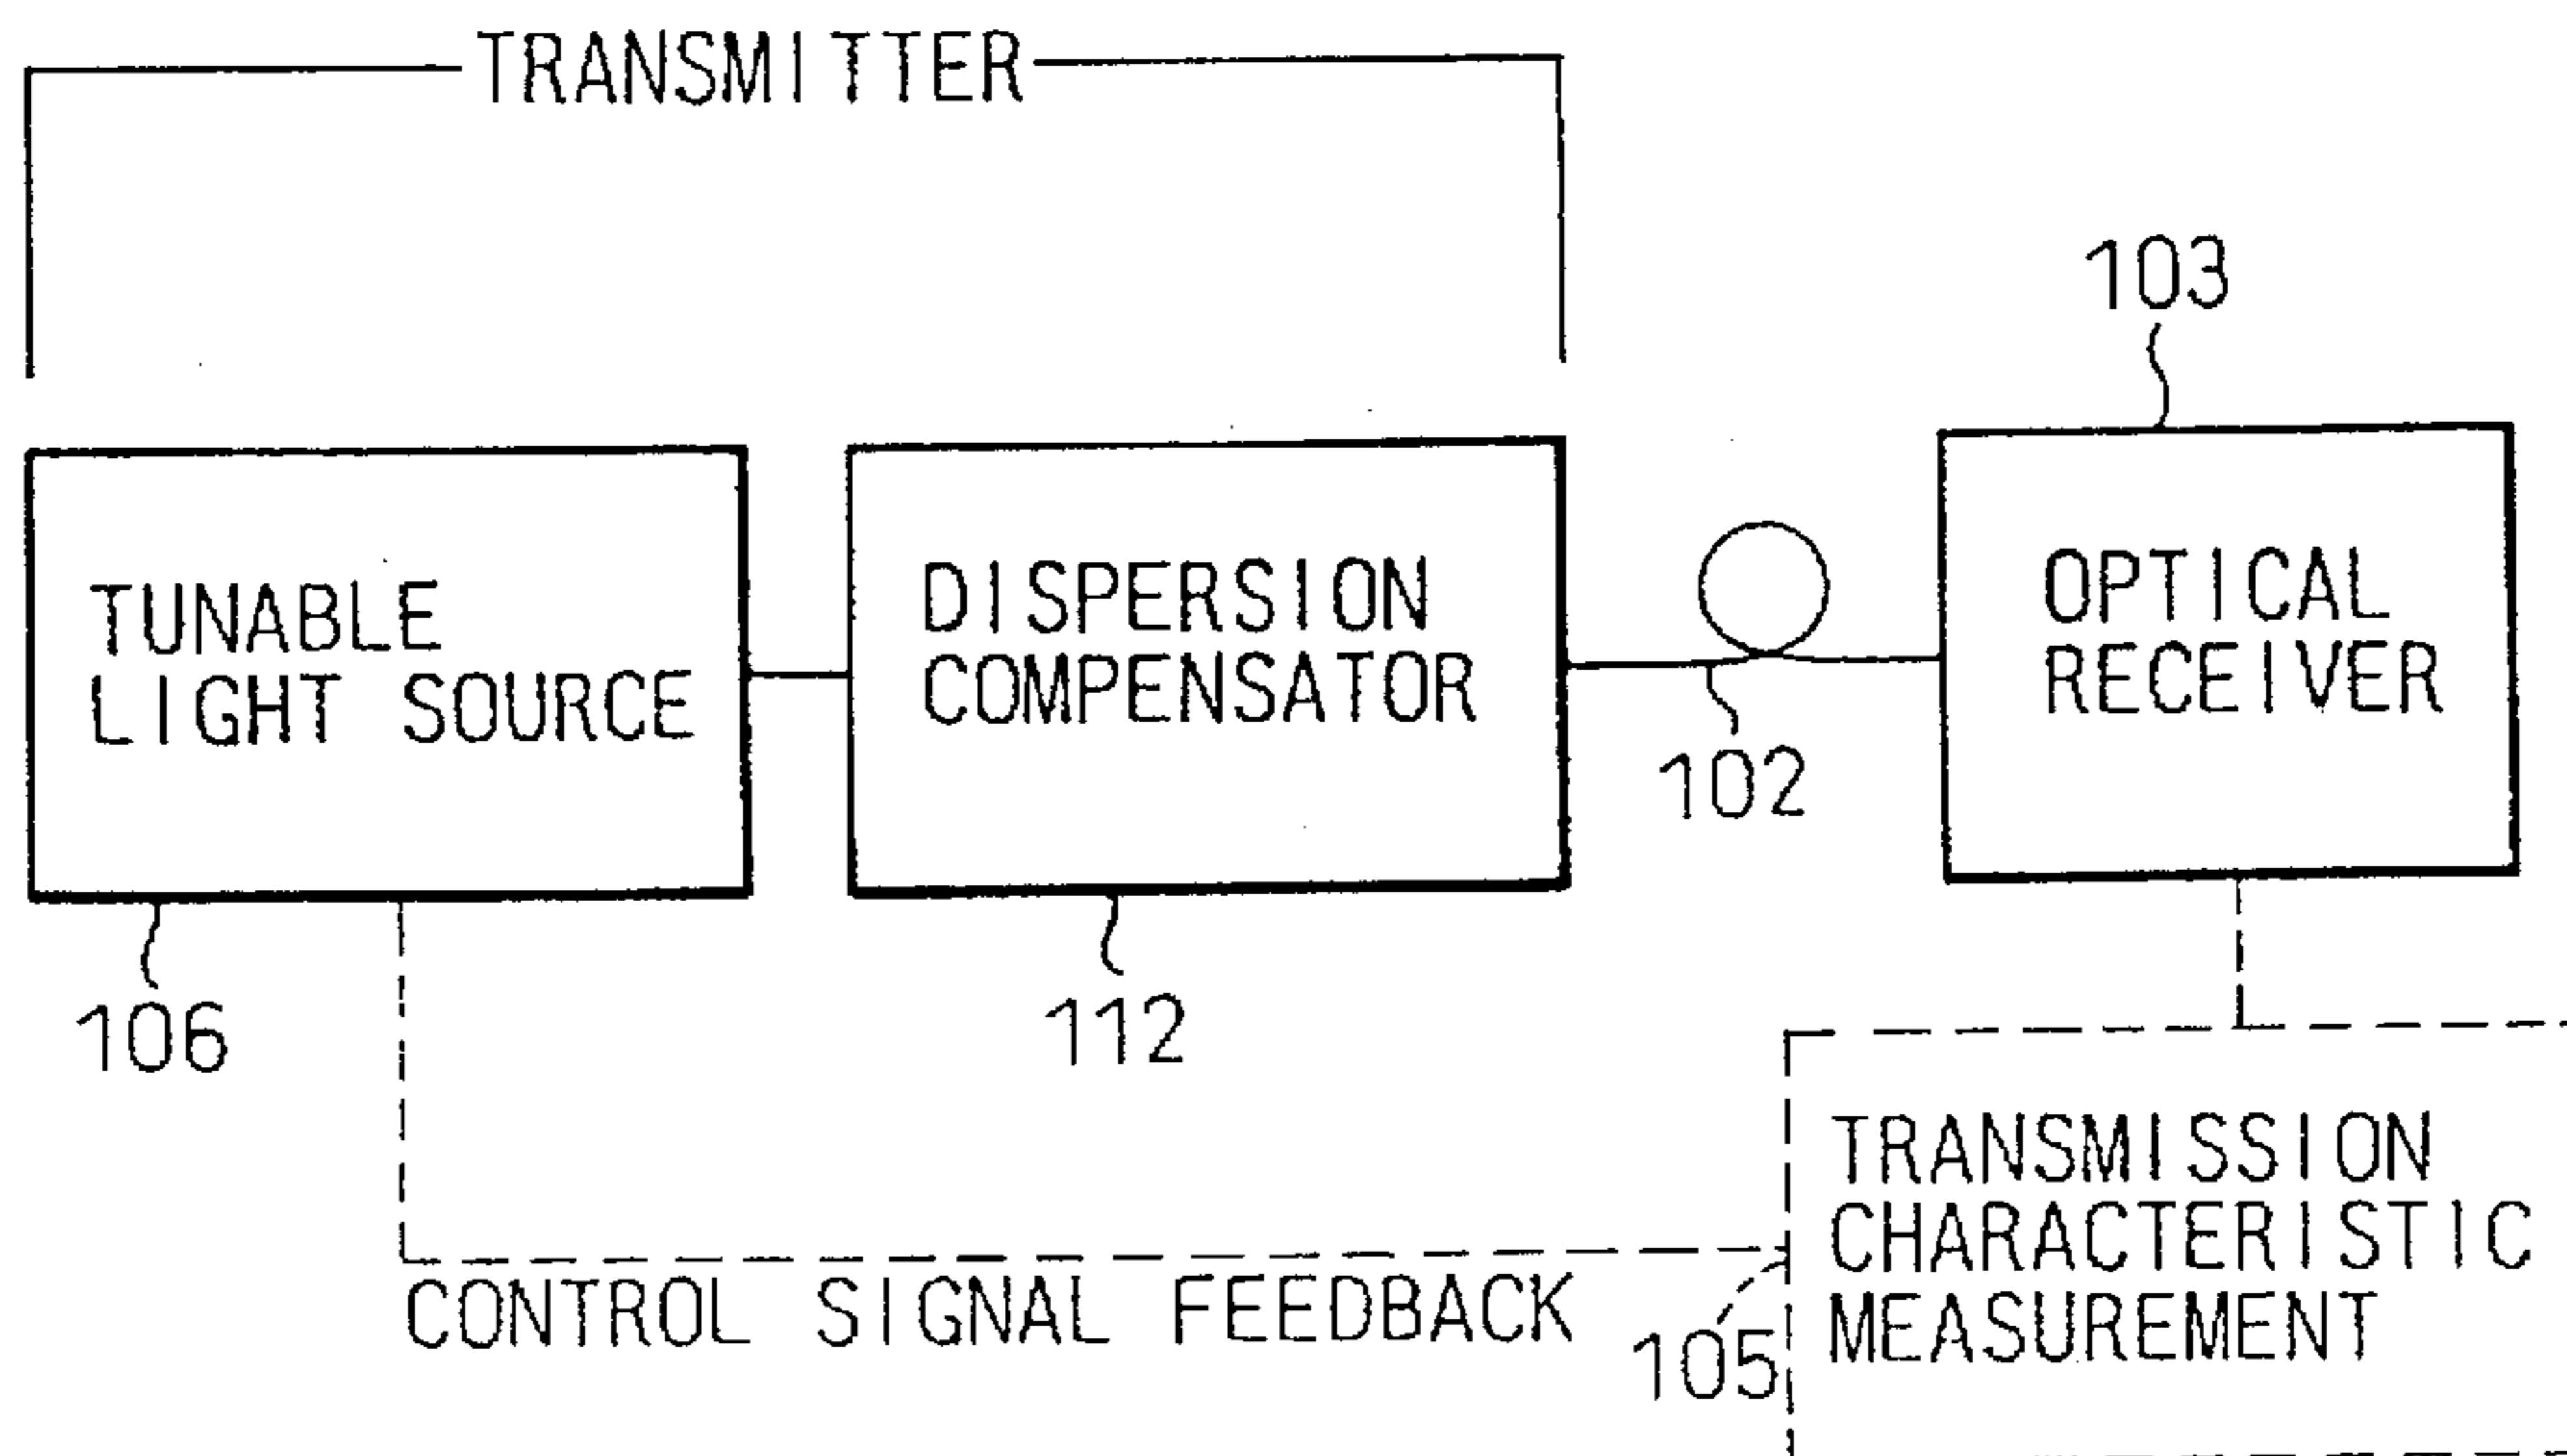 TRANSMITTER
103
TUNABLE
LIGHT SOURCE
DISPERSION
COMPENSATOR
OPTICAL
RECEIVER
102
106
112
TRANSMISSION
CHARACTERISTIC
MEASUREMENT
CONTROL SIGNAL FEEDBACK
105